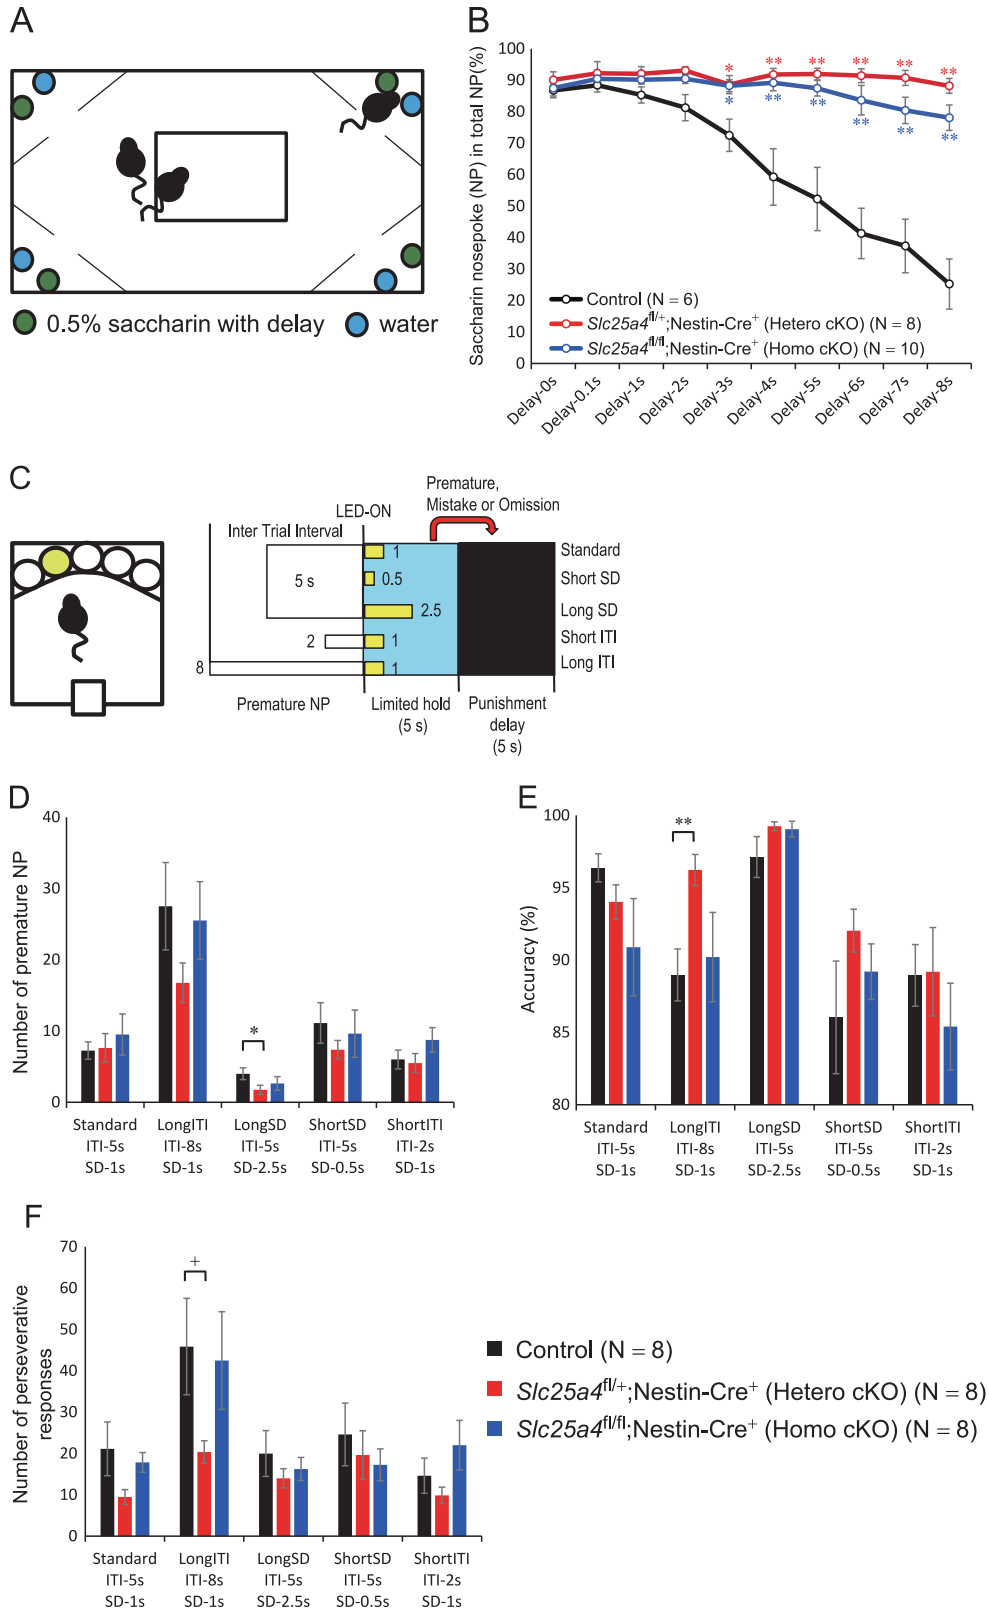 A
0.5% saccharin with delay
water
B
Saccharin nosepoke (NP) in total NP(%)
100
90
80
70
60
50
40
30
20
10
0
*
**
**
**
**
**
*
**
**
**
**
**
Control (N = 6)
Slc25a4fl/+;Nestin-Cre+ (Hetero cKO) (N = 8)
Slc25a4fl/fl;Nestin-Cre+ (Homo cKO) (N = 10)
Delay-0s
Delay-0.1s
Delay-1s
Delay-2s
Delay-3s
Delay-4s
Delay-5s
Delay-6s
Delay-7s
Delay-8s
C
Premature,
Mistake or Omission
LED-ON
Inter Trial Interval
5 s
1
Standard
0.5
Short SD
2.5
Long SD
2
1
Short ITI
8
1
Long ITI
Premature NP
Limited hold
(5 s)
Punishment
delay
(5 s)
D
Number of premature NP
40
30
20
10
0
*
Standard
ITI-5s
SD-1s
LongITI
ITI-8s
SD-1s
LongSD
ITI-5s
SD-2.5s
ShortSD
ITI-5s
SD-0.5s
ShortITI
ITI-2s
SD-1s
E
Accuracy (%)
100
95
90
85
80
**
Standard
ITI-5s
SD-1s
LongITI
ITI-8s
SD-1s
LongSD
ITI-5s
SD-2.5s
ShortSD
ITI-5s
SD-0.5s
ShortITI
ITI-2s
SD-1s
F
Number of perseverative
responses
70
60
50
40
30
20
10
0
+
Standard
ITI-5s
SD-1s
LongITI
ITI-8s
SD-1s
LongSD
ITI-5s
SD-2.5s
ShortSD
ITI-5s
SD-0.5s
ShortITI
ITI-2s
SD-1s
Control (N = 8)
Slc25a4fl/+;Nestin-Cre+ (Hetero cKO) (N = 8)
Slc25a4fl/fl;Nestin-Cre+ (Homo cKO) (N = 8)